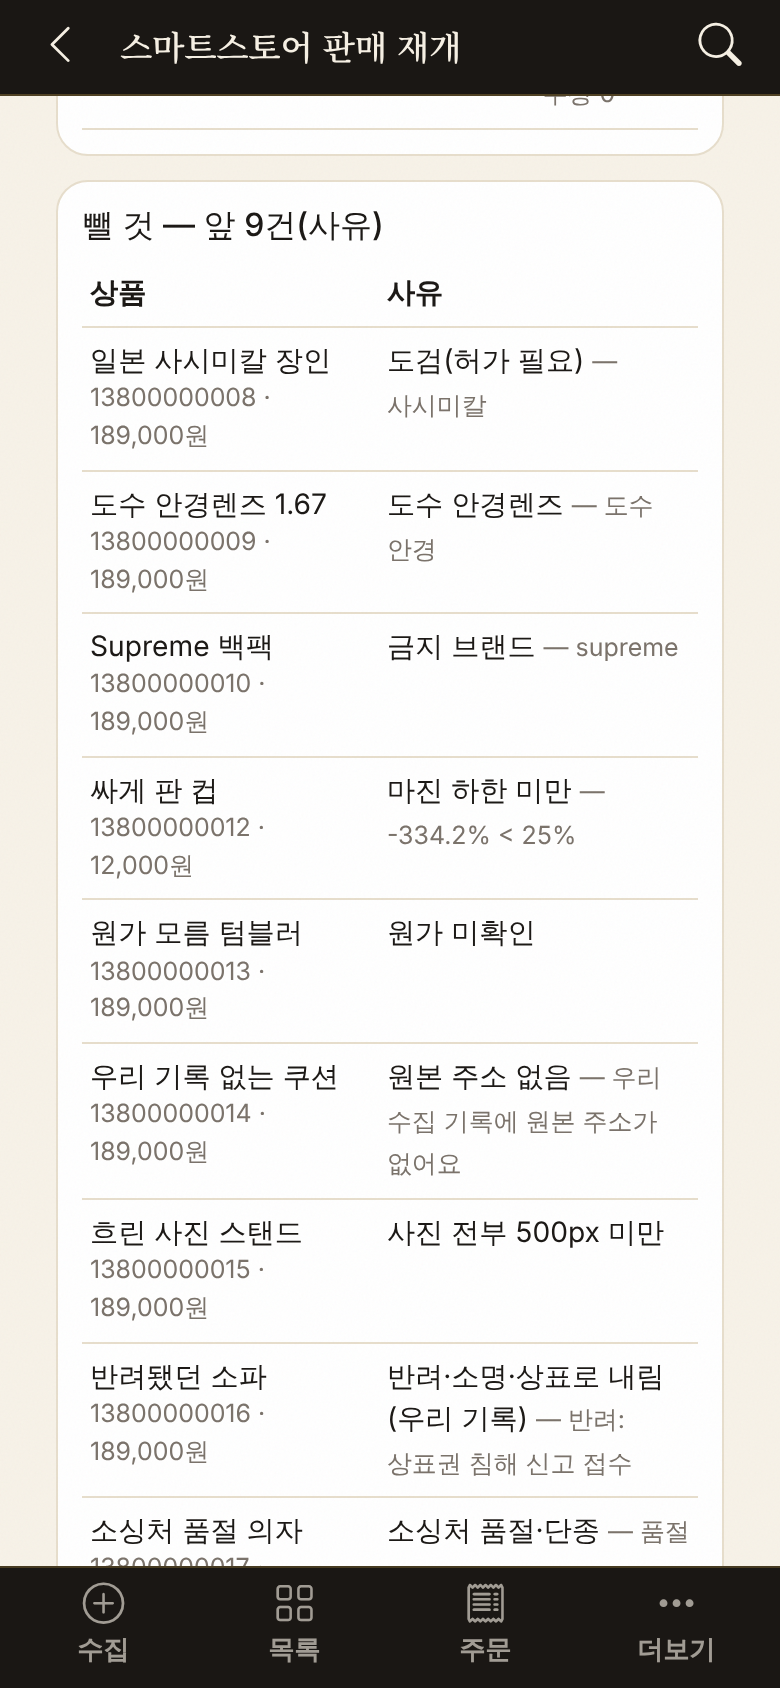 스마트스토어 판매 재개
뺄 것 — 앞 9건(사유)
상품 사유
일본 사시미칼 장인
13800000008 ·
189,000원
도검(허가 필요) —
사시미칼
도수 안경렌즈 1.67
13800000009 ·
189,000원
도수 안경렌즈 — 도수
안경
Supreme 백팩
13800000010 ·
189,000원
금지 브랜드 — supreme
싸게 판 컵
13800000012 ·
12,000원
마진 하한 미만 —
-334.2% < 25%
원가 모름 텀블러
13800000013 ·
189,000원
원가 미확인
우리 기록 없는 쿠션
13800000014 ·
189,000원
원본 주소 없음 — 우리
수집 기록에 원본 주소가
없어요
흐린 사진 스탠드
13800000015 ·
189,000원
사진 전부 500px 미만
반려됐던 소파
13800000016 ·
189,000원
반려·소명·상표로 내림
(우리 기록) — 반려:
상표권 침해 신고 접수
소싱처 품절 의자
13800000017
소싱처 품절·단종 — 품절
수집
목록
주문
더보기